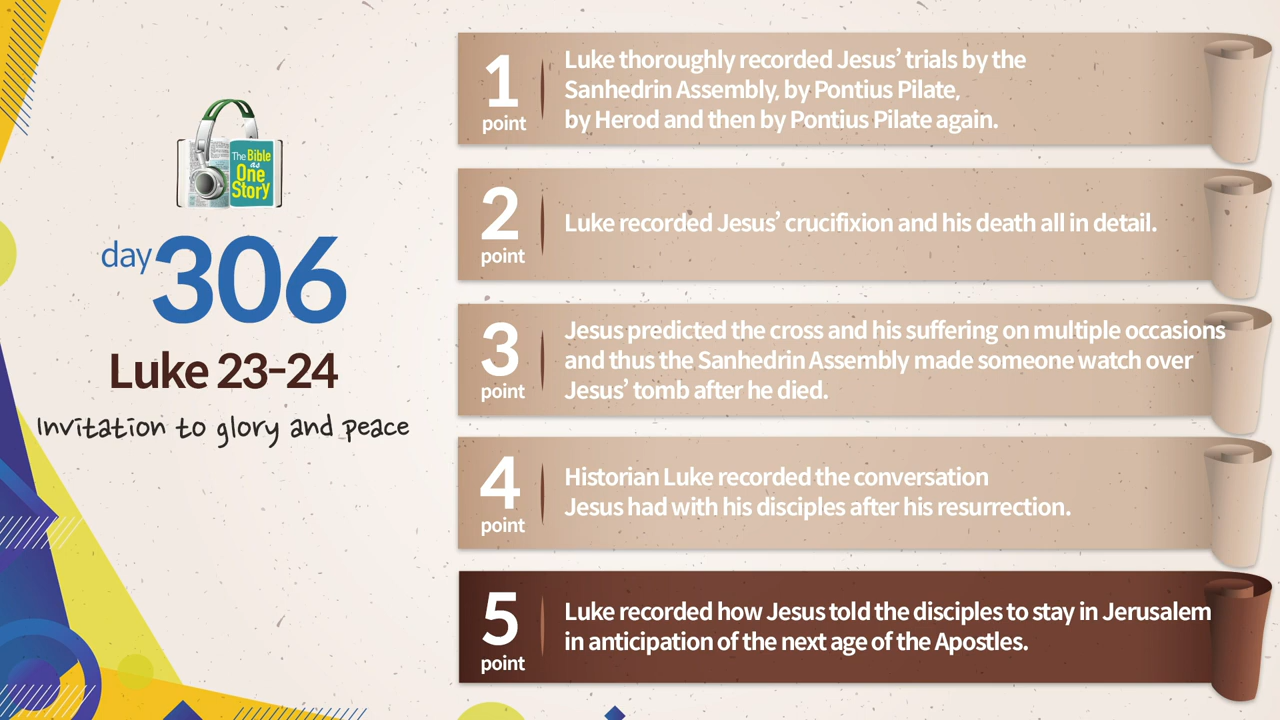 The Bible
as
One
Story
day 306
Luke 23-24
Invitation to glory and peace
1
point
Luke thoroughly recorded Jesus’ trials by the
Sanhedrin Assembly, by Pontius Pilate,
by Herod and then by Pontius Pilate again.
2
point
Luke recorded Jesus’ crucifixion and his death all in detail.
3
point
Jesus predicted the cross and his suffering on multiple occasions
and thus the Sanhedrin Assembly made someone watch over
Jesus’ tomb after he died.
4
point
Historian Luke recorded the conversation
Jesus had with his disciples after his resurrection.
5
point
Luke recorded how Jesus told the disciples to stay in Jerusalem
in anticipation of the next age of the Apostles.